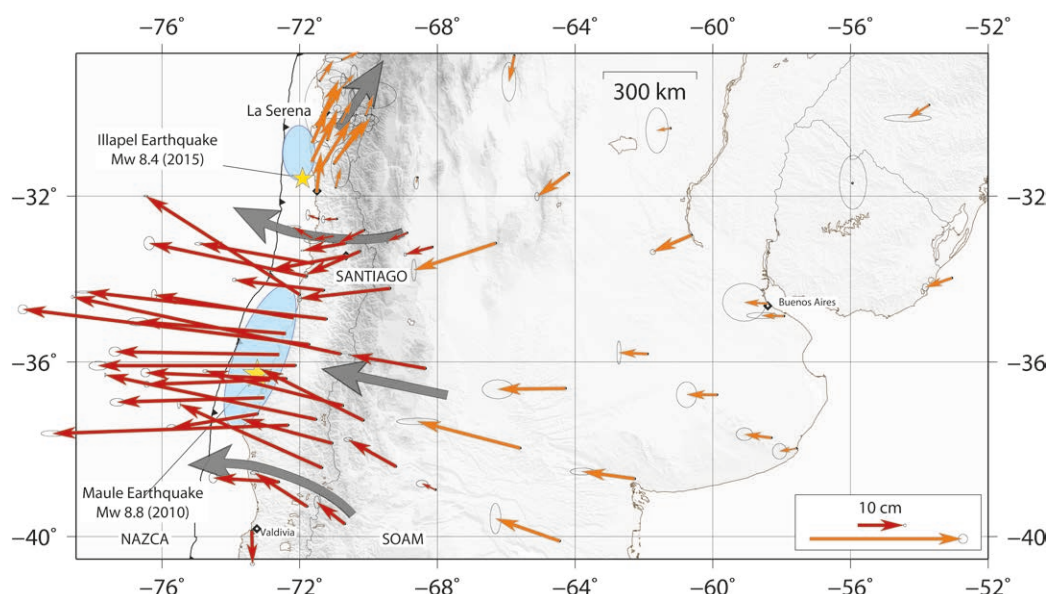 −76° −72° −68° −64° −60° −56° −52°
300 km
La Serena
Illapel Earthquake
Mw 8.4 (2015)
−32° −32°
SANTIAGO
Buenos Aires
−36° −36°
Maule Earthquake
Mw 8.8 (2010)
10 cm
Valdivia
−40° −40°
NAZCA SOAM
−76° −72° −68° −64° −60° −56° −52°